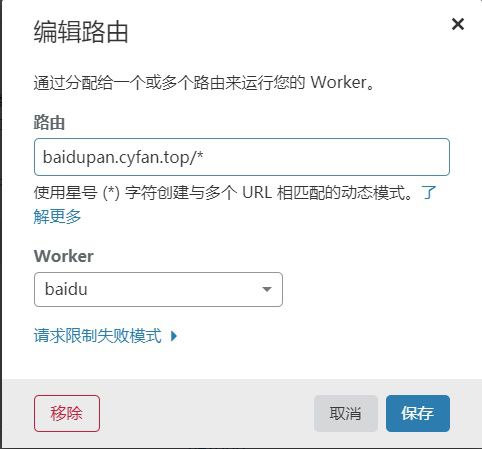 编辑路由
通过分配给一个或多个路由来运行您的 Worker。
路由
baidupan.cyfan.top/*
使用星号 (*) 字符创建与多个 URL 相匹配的动态模式。了
解更多
Worker
baidu
请求限制失败模式
移除
取消
保存